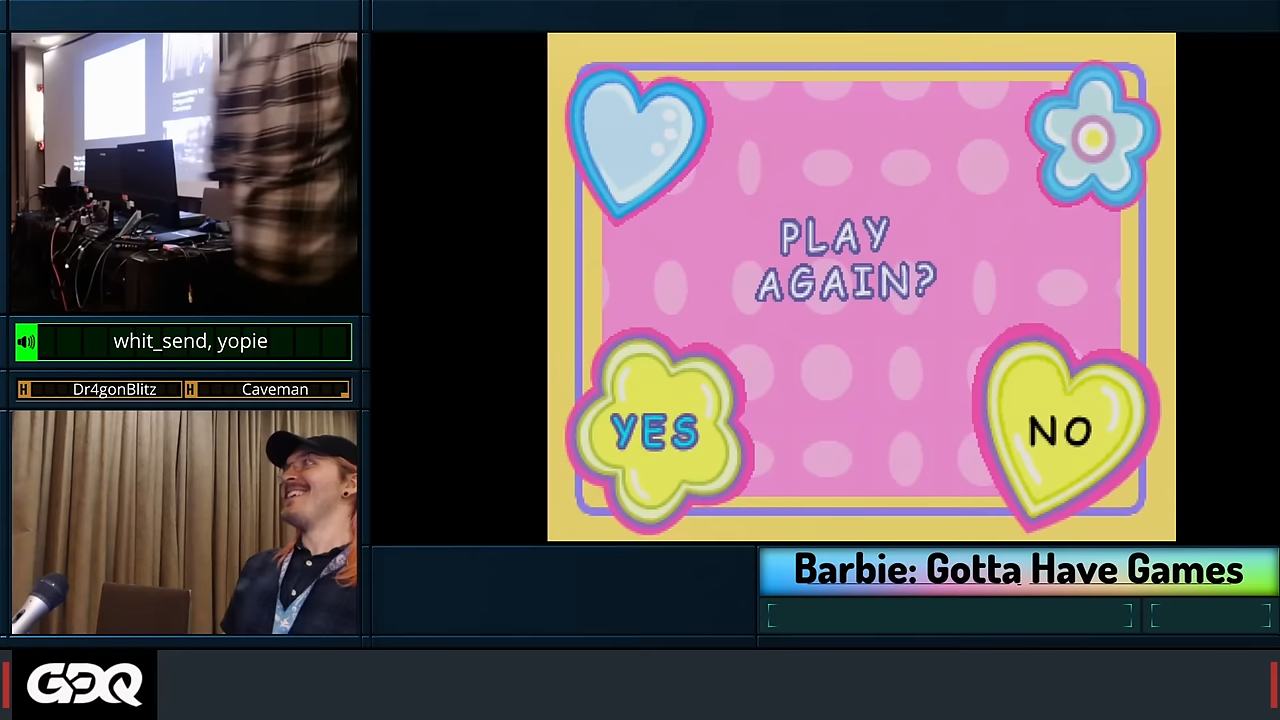 whit_send, yopie
H Dr4gonBlitz H Caveman
PLAY
AGAIN?
YES
NO
Barbie: Gotta Have Games
GDQ